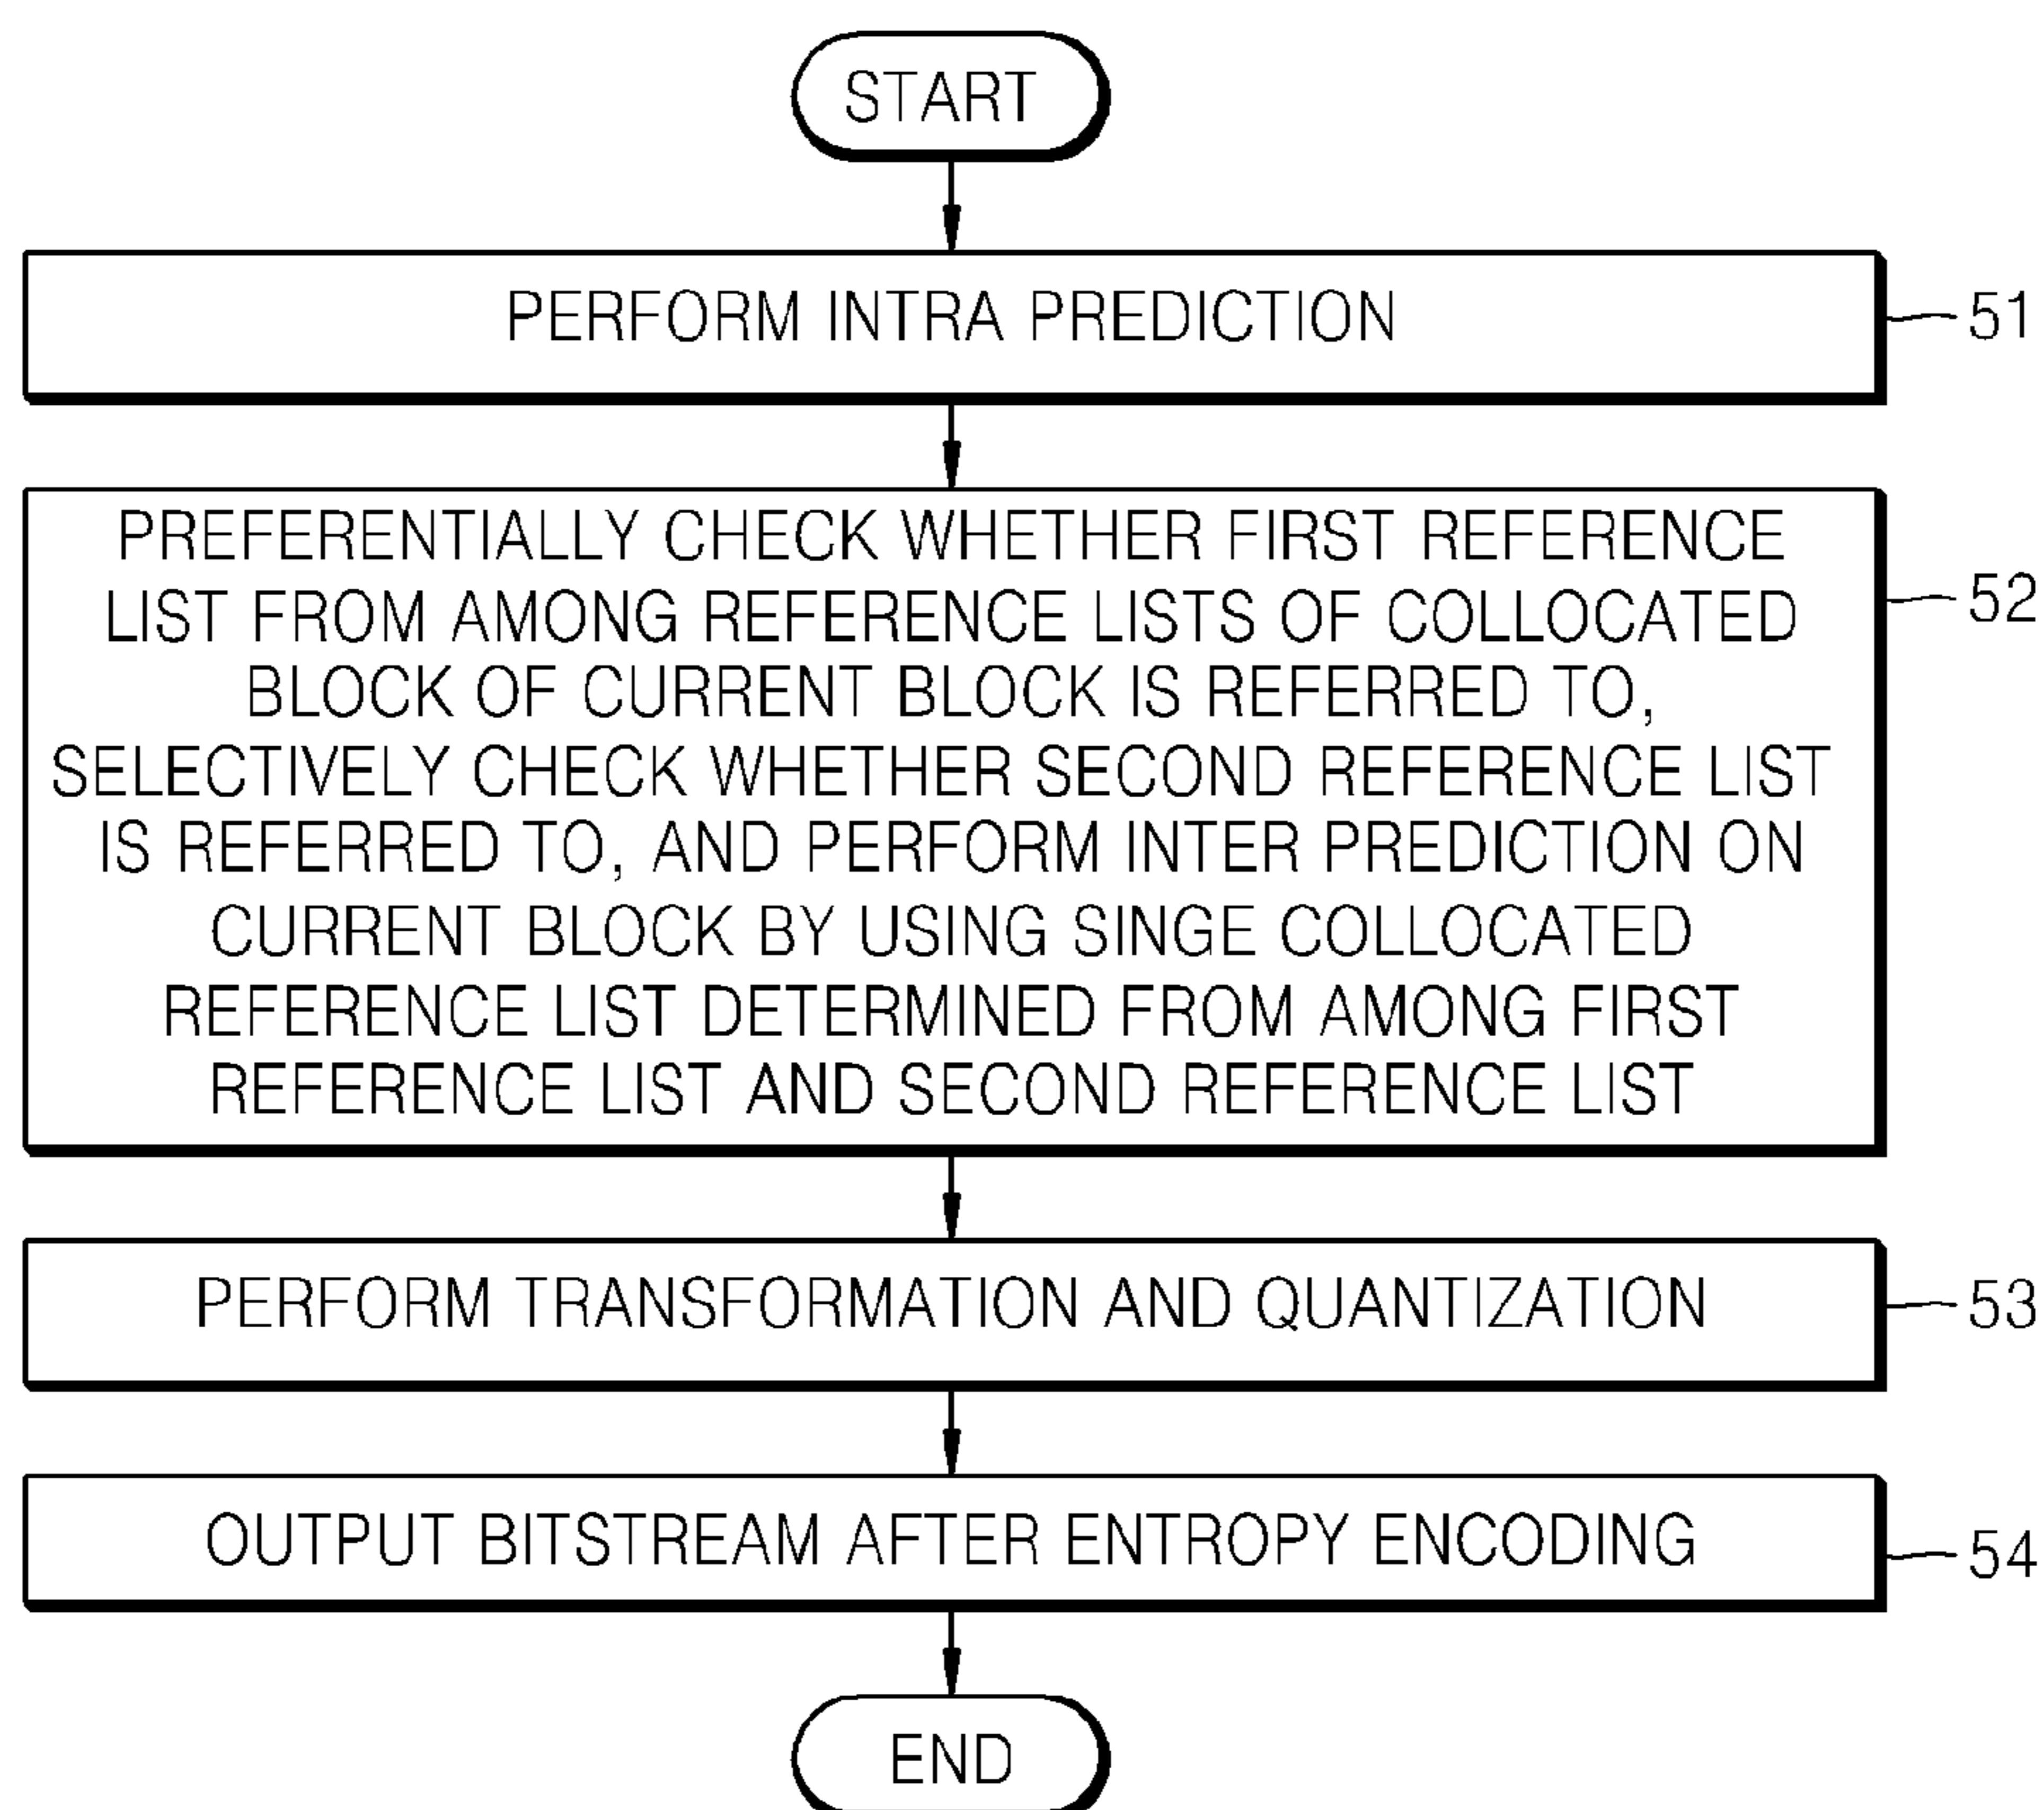 START
PERFORM INTRA PREDICTION
51
PREFERENTIALLY CHECK WHETHER FIRST REFERENCE
LIST FROM AMONG REFERENCE LISTS OF COLLOCATED
BLOCK OF CURRENT BLOCK IS REFERRED TO,
SELECTIVELY CHECK WHETHER SECOND REFERENCE LIST
IS REFERRED TO, AND PERFORM INTER PREDICTION ON
CURRENT BLOCK BY USING SINGE COLLOCATED
REFERENCE LIST DETERMINED FROM AMONG FIRST
REFERENCE LIST AND SECOND REFERENCE LIST
52
PERFORM TRANSFORMATION AND QUANTIZATION
53
OUTPUT BITSTREAM AFTER ENTROPY ENCODING
54
END